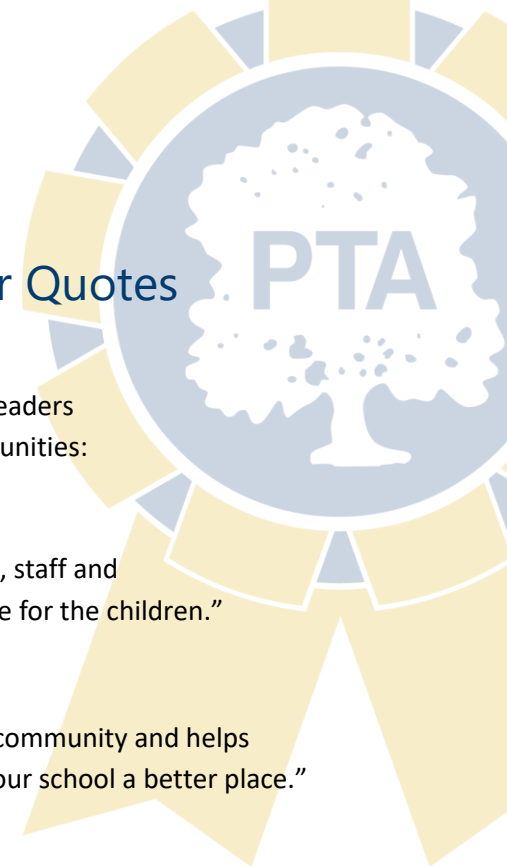 r Quotes
PTA
eaders
unities:
, staff and
e for the children.”
community and helps
our school a better place.”